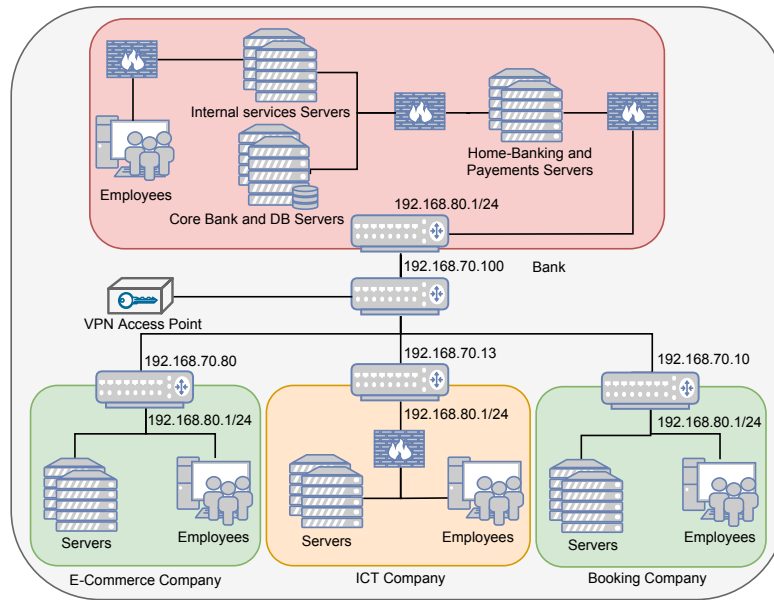 Internal services Servers
Employees
Home-Banking and
Payments Servers
Core Bank and DB Servers
192.168.80.1/24
192.168.70.100
Bank
VPN Access Point
192.168.70.80
192.168.70.13
192.168.70.10
192.168.80.1/24
192.168.80.1/24
192.168.80.1/24
Servers
Employees
Servers
Employees
Servers
Employees
E-Commerce Company
ICT Company
Booking Company